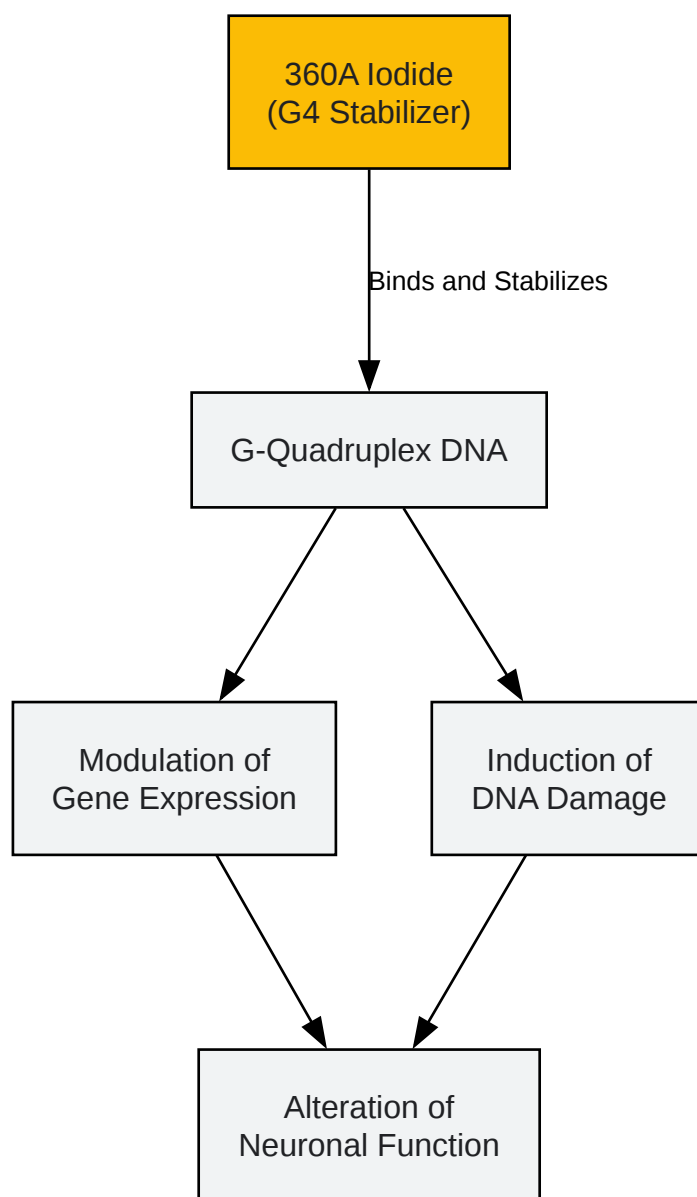 360A Iodide
(G4 Stabilizer)
Binds and Stabilizes
G-Quadruplex DNA
Modulation of
Gene Expression
Induction of
DNA Damage
Alteration of
Neuronal Function